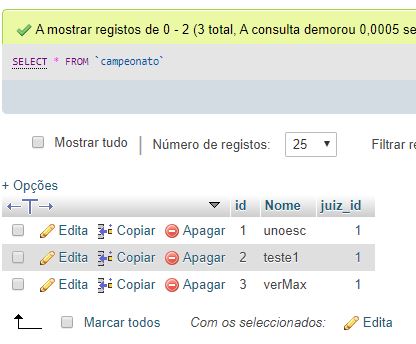 A mostrar registos de 0 - 2 (3 total, A consulta demorou 0,0005 se
SELECT * FROM `campeonato`
Mostrar tudo | Número de registos: 25 Filtrar re
+ Opções
←T→ id Nome juiz_id
Edita Copiar Apagar 1 unoesc 1
Edita Copiar Apagar 2 teste1 1
Edita Copiar Apagar 3 verMax 1
Marcar todos Com os seleccionados: Edita